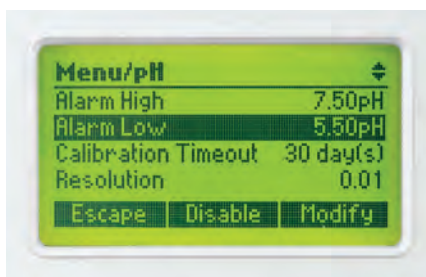 Menu/pH
Alarm High 7.50pH
Alarm Low 5.50pH
Calibration Timeout 30 day(s)
Resolution 0.01
Escape Disable Modify